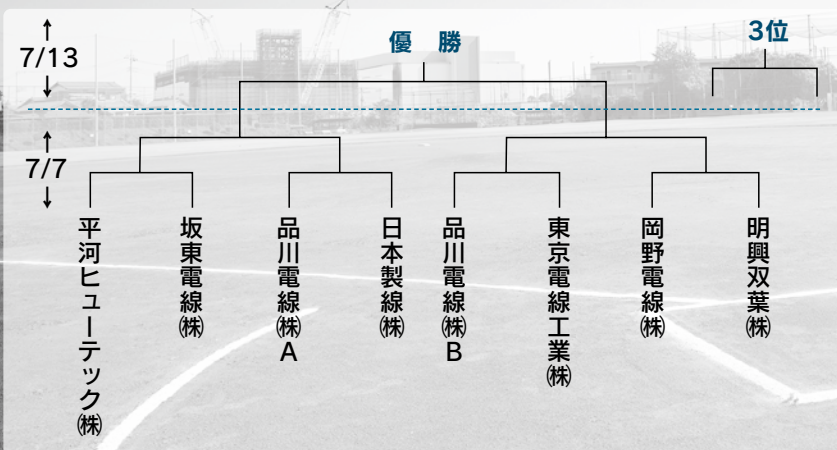 優勝
3位
7/13
7/7
平河ヒューテック㈱
坂東電線㈱
品川電線㈱A
日本製線㈱
品川電線㈱B
東京電線工業㈱
岡野電線㈱
明興双葉㈱